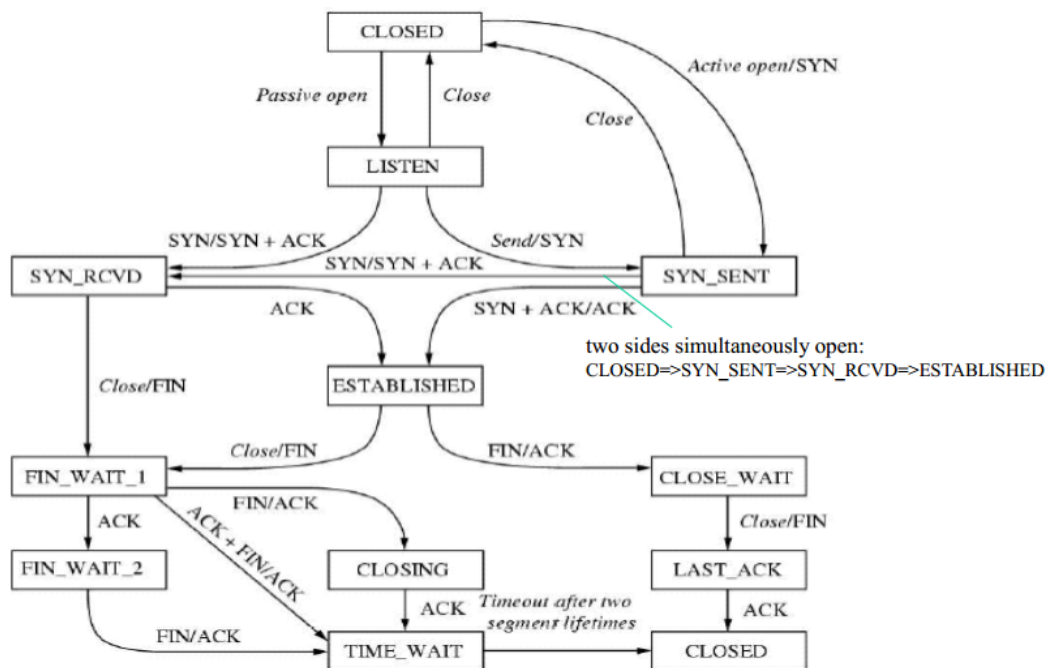 CLOSED
Active open/SYN
Passive open
Close
Close
LISTEN
SYN/SYN + ACK
Send/SYN
SYN/SYN + ACK
SYN_RCVD
SYN_SENT
ACK
SYN + ACK/ACK
two sides simultaneously open:
CLOSED=>SYN_SENT=>SYN_RCVD=>ESTABLISHED
Close/FIN
ESTABLISHED
Close/FIN
FIN/ACK
FIN_WAIT_1
CLOSE_WAIT
FIN/ACK
ACK
ACK + FIN/ACK
Close/FIN
FIN_WAIT_2
CLOSING
LAST_ACK
ACK
Timeout after two
segment lifetimes
ACK
FIN/ACK
TIME_WAIT
CLOSED